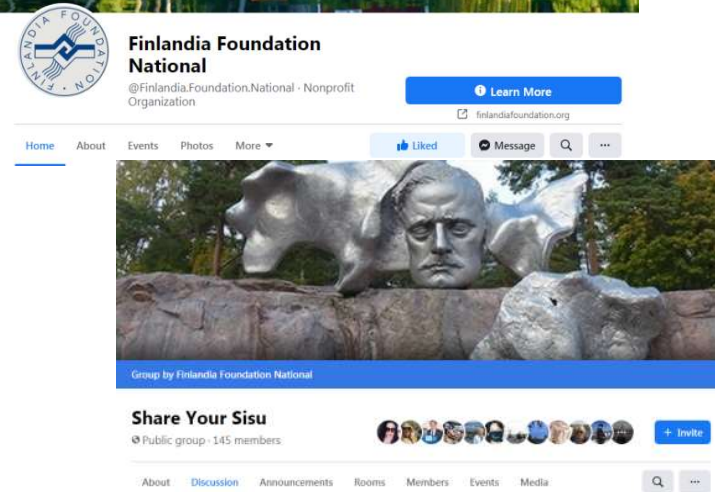 FINLANDIA FOUNDATION
Finlandia Foundation
National
@Finlandia.Foundation.National · Nonprofit
Organization
Learn More
finlandiafoundation.org
Home About Events Photos More
Liked Message
Group by Finlandia Foundation National
Share Your Sisu
Public group · 145 members
+ Invite
About Discussion Announcements Rooms Members Events Media